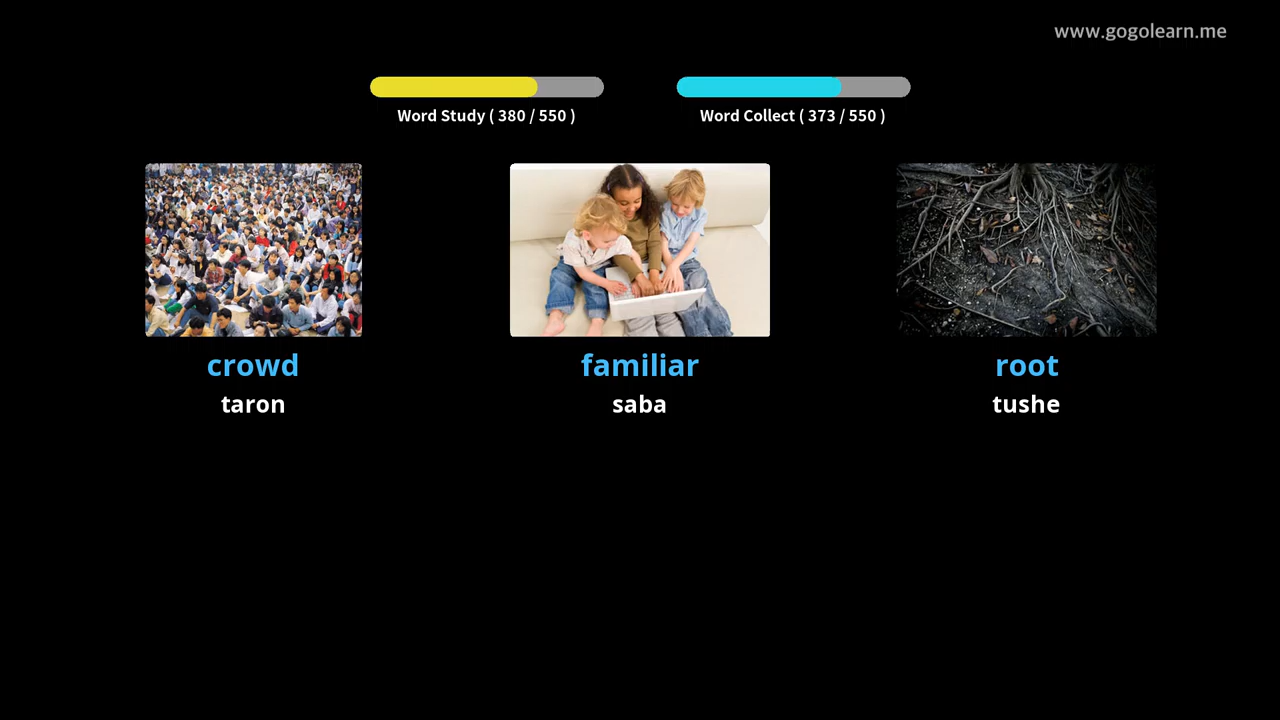 www.gogolearn.me
Word Study ( 380 / 550 )
Word Collect ( 373 / 550 )
crowd
taron
familiar
saba
root
tushe